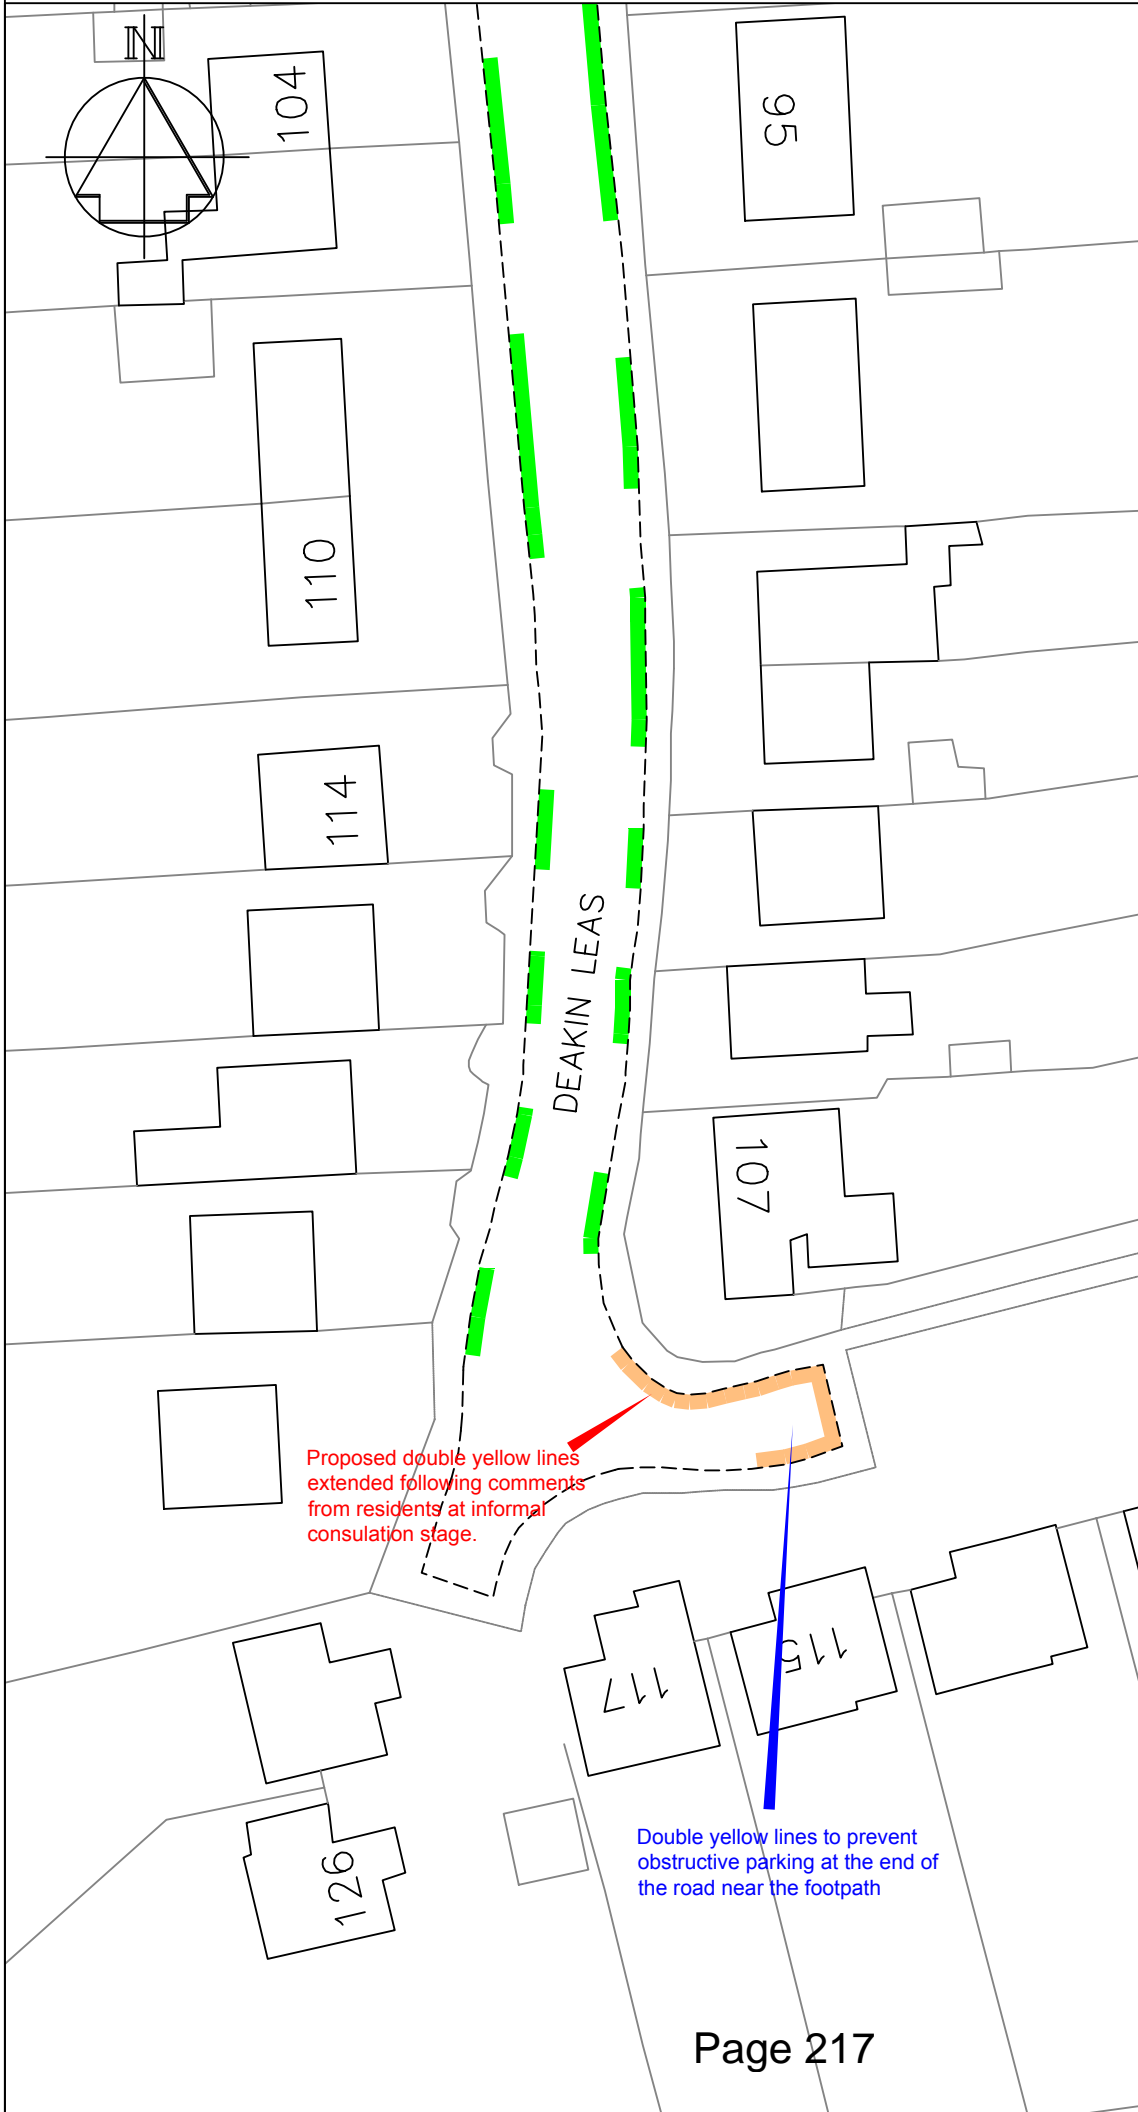 N
104
95
110
114
DEAKIN LEAS
107
Proposed double yellow lines
extended following comments
from residents at informal
consulation stage.
117
115
126
Double yellow lines to prevent
obstructive parking at the end of
the road near the footpath
Page 217